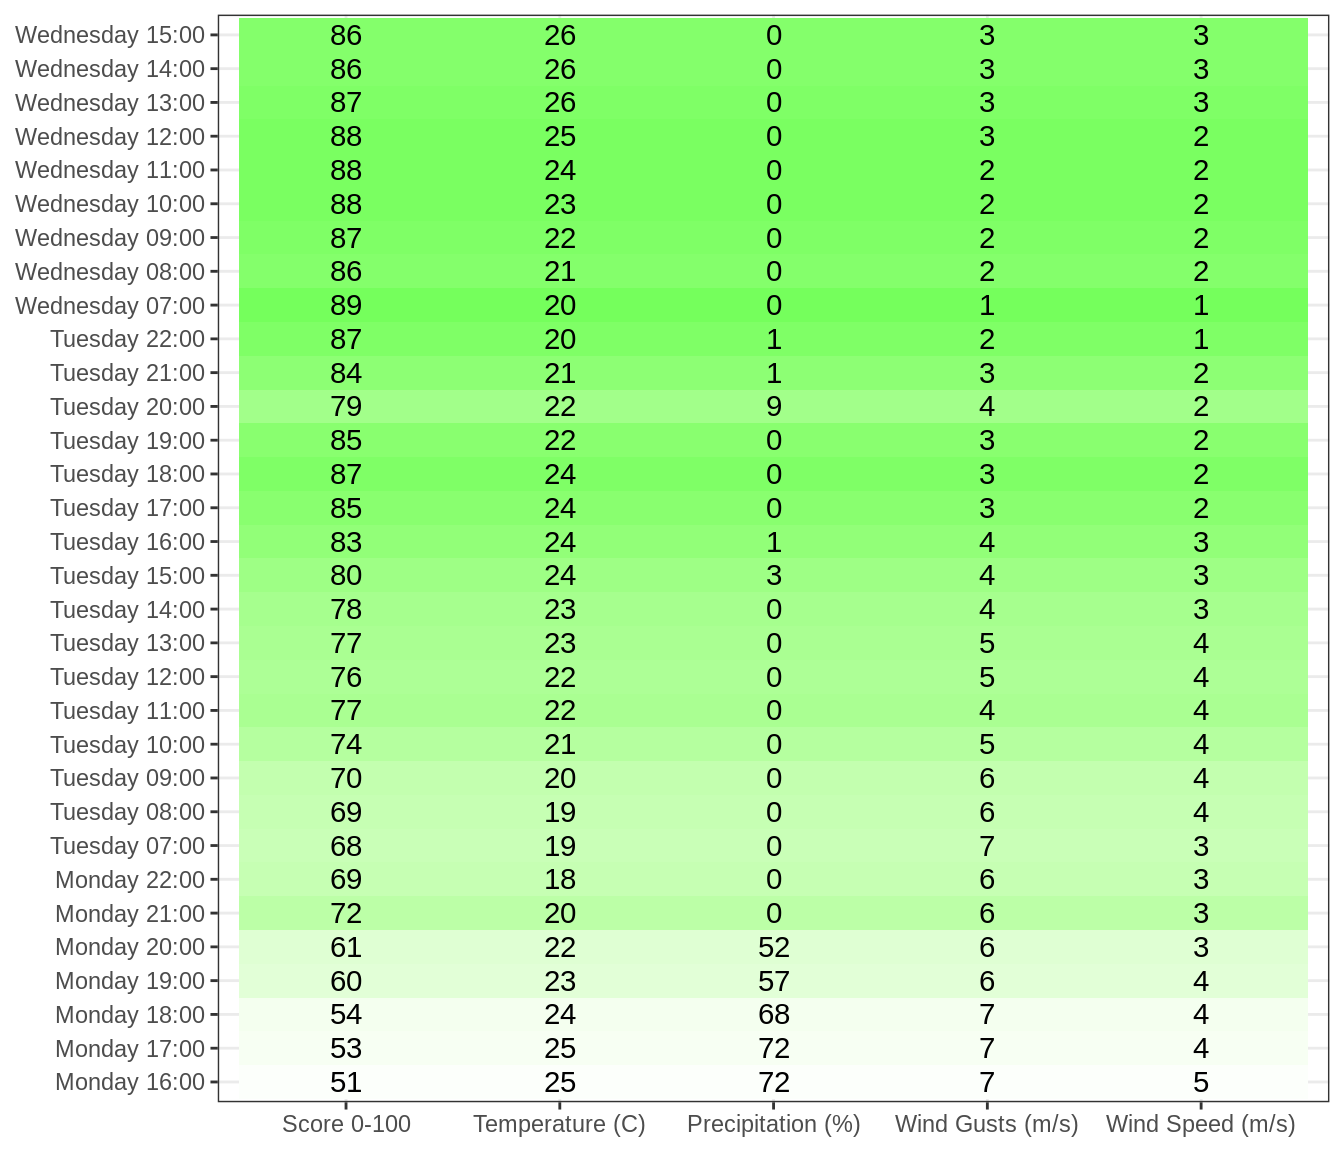 Wednesday 15:00 86 26 0 3 3
Wednesday 14:00 86 26 0 3 3
Wednesday 13:00 87 26 0 3 3
Wednesday 12:00 88 25 0 3 2
Wednesday 11:00 88 24 0 2 2
Wednesday 10:00 88 23 0 2 2
Wednesday 09:00 87 22 0 2 2
Wednesday 08:00 86 21 0 2 2
Wednesday 07:00 89 20 0 1 1
Tuesday 22:00 87 20 1 2 1
Tuesday 21:00 84 21 1 3 2
Tuesday 20:00 79 22 9 4 2
Tuesday 19:00 85 22 0 3 2
Tuesday 18:00 87 24 0 3 2
Tuesday 17:00 85 24 0 3 2
Tuesday 16:00 83 24 1 4 3
Tuesday 15:00 80 24 3 4 3
Tuesday 14:00 78 23 0 4 3
Tuesday 13:00 77 23 0 5 4
Tuesday 12:00 76 22 0 5 4
Tuesday 11:00 77 22 0 4 4
Tuesday 10:00 74 21 0 5 4
Tuesday 09:00 70 20 0 6 4
Tuesday 08:00 69 19 0 6 4
Tuesday 07:00 68 19 0 7 3
Monday 22:00 69 18 0 6 3
Monday 21:00 72 20 0 6 3
Monday 20:00 61 22 52 6 3
Monday 19:00 60 23 57 6 4
Monday 18:00 54 24 68 7 4
Monday 17:00 53 25 72 7 4
Monday 16:00 51 25 72 7 5
Score 0-100 Temperature (C) Precipitation (%) Wind Gusts (m/s) Wind Speed (m/s)